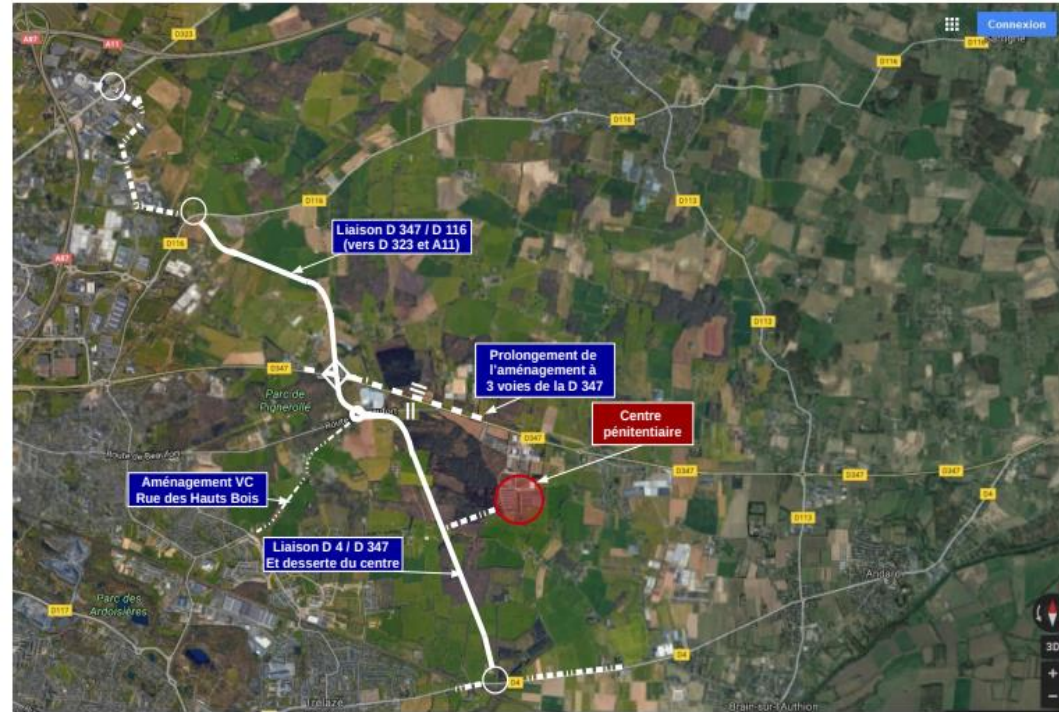 A87
A11
D323
Connexion
D116
D116
D116
D113
D116
A87
Liaison D 347 / D 116
(vers D 323 et A11)
D113
Prolongement de
l'aménagement à
3 voies de la D 347
D347
Parc de
Pignerolle
Centre
pénitentiaire
Route
D347
Route de Beaufort
D347
D347
D347
D4
Aménagement VC
Rue des Hauts Bois
D113
Liaison D 4 / D 347
Et desserte du centre
Andard
Parc des
Ardoisières
D117
3D
+
−
D4
D4
Trélazé
Brain-sur-l'Authion